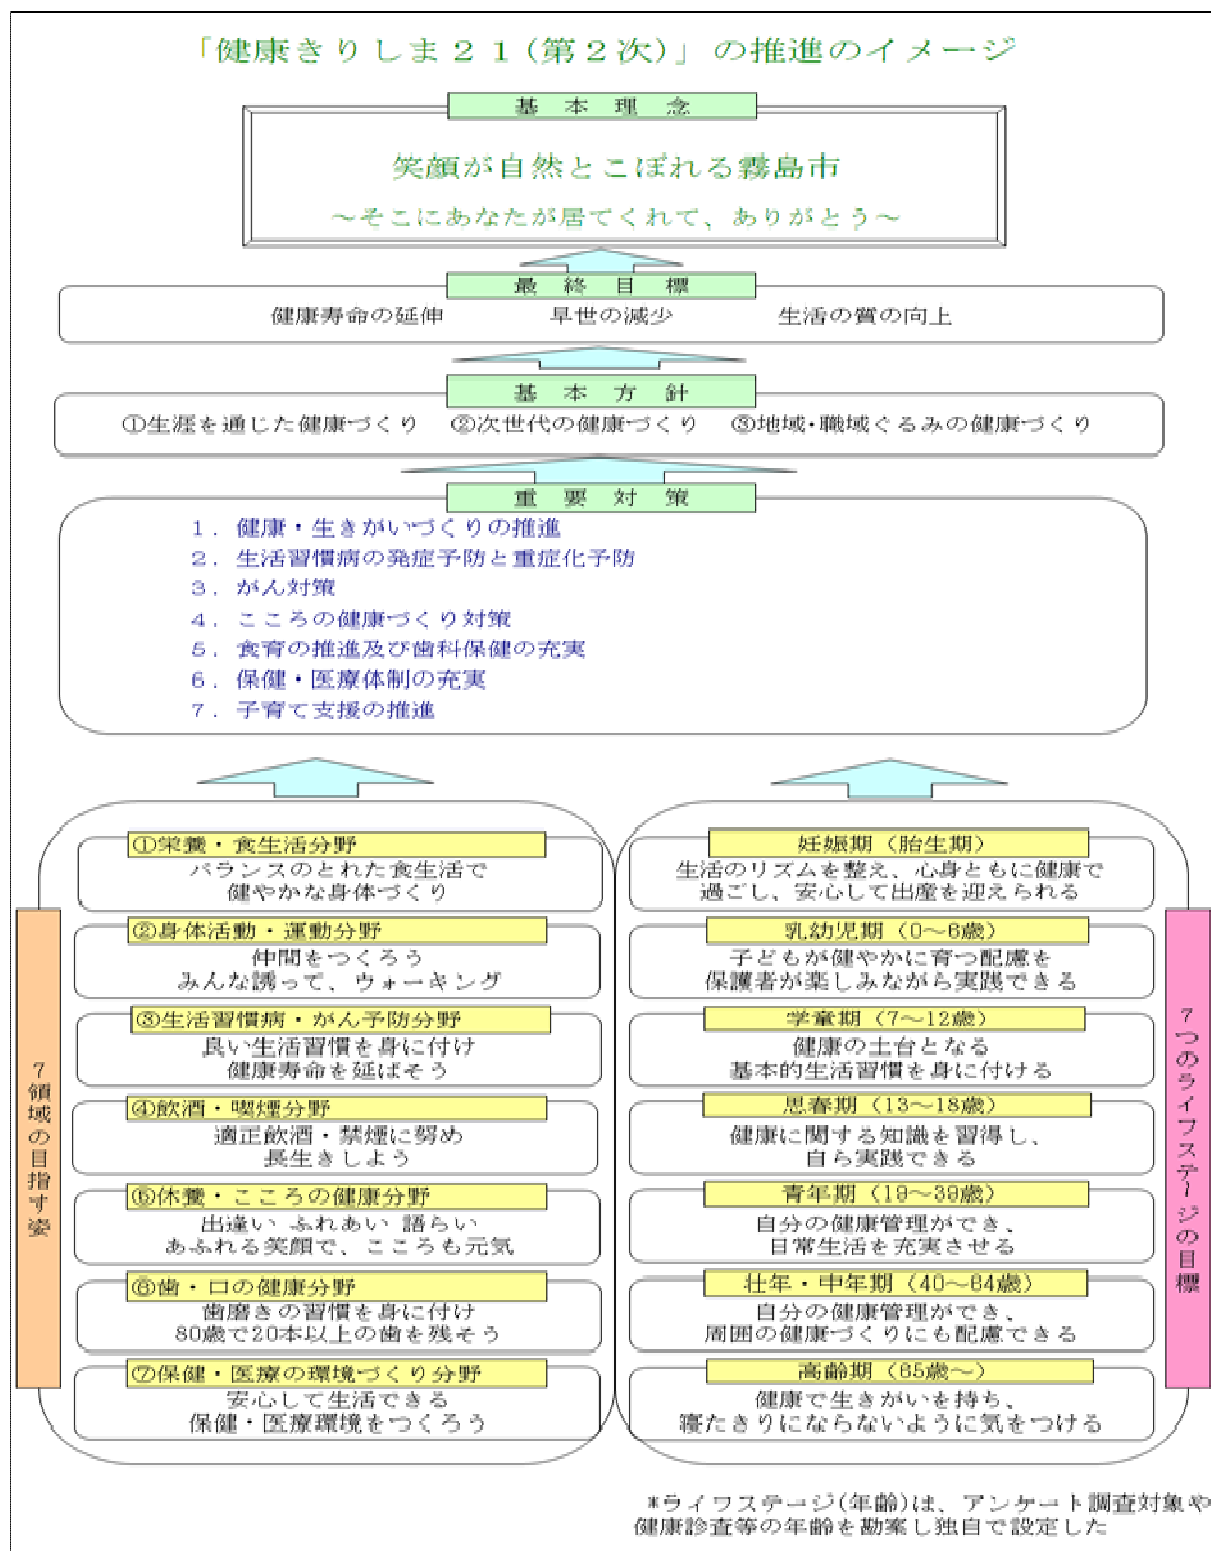 「健康きりしま２１(第２次)」の推進のイメージ
基本理念
笑顔が自然とこぼれる霧島市
～そこにあなたが居てくれて、ありがとう～
最終目標
健康寿命の延伸　早世の減少　生活の質の向上
基本方針
①生涯を通じた健康づくり　②次世代の健康づくり　③地域・職域ぐるみの健康づくり
重要対策
１．健康・生きがいづくりの推進
２．生活習慣病の発症予防と重症化予防
３．がん対策
４．こころの健康づくり対策
５．食育の推進及び歯科保健の充実
６．保健・医療体制の充実
７．子育て支援の推進
７領域の目指す姿
①栄養・食生活分野
バランスのとれた食生活で
健やかな身体づくり
②身体活動・運動分野
仲間をつくろう
みんな誘って、ウォーキング
③生活習慣病・がん予防分野
良い生活習慣を身に付け
健康寿命を延ばそう
④飲酒・喫煙分野
適正飲酒・禁煙に努め
長生きしよう
⑤休養・こころの健康分野
出逢い ふれあい 語らい
あふれる笑顔で、こころも元気
⑥歯・口の健康分野
歯磨きの習慣を身に付け
80歳で20本以上の歯を残そう
⑦保健・医療の環境づくり分野
安心して生活できる
保健・医療環境をつくろう
７つのライフステージの目標
妊娠期（胎生期）
生活のリズムを整え、心身ともに健康で
過ごし、安心して出産を迎えられる
乳幼児期（0～6歳）
子どもが健やかに育つ配慮を
保護者が楽しみながら実践できる
学童期（7～12歳）
健康の土台となる
基本的生活習慣を身に付ける
思春期（13～18歳）
健康に関する知識を習得し、
自ら実践できる
青年期（19～39歳）
自分の健康管理ができ、
日常生活を充実させる
壮年・中年期（40～64歳）
自分の健康管理ができ、
周囲の健康づくりにも配慮できる
高齢期（65歳～）
健康で生きがいを持ち、
寝たきりにならないように気をつける
*ライフステージ(年齢)は、アンケート調査対象や
健康診査等の年齢を勘案し独自で設定した